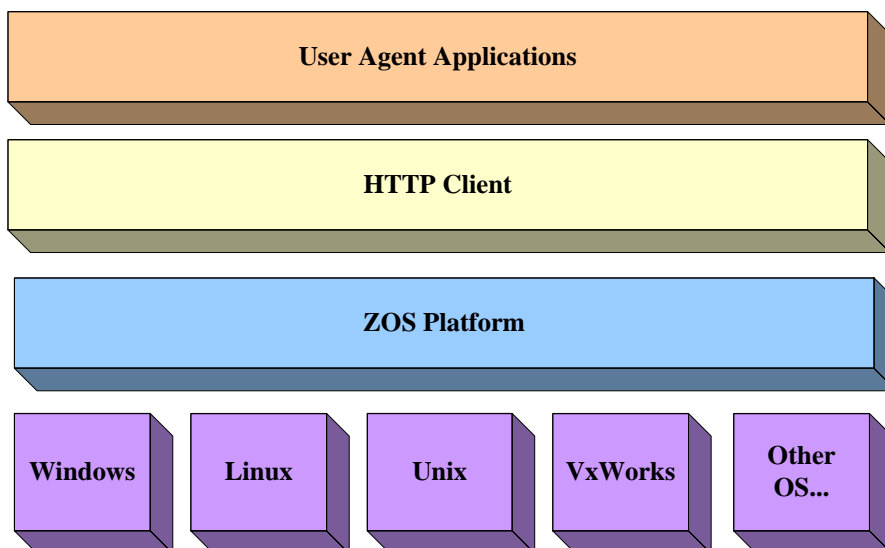 User Agent Applications
HTTP Client
ZOS Platform
Windows
Linux
Unix
VxWorks
Other
OS...